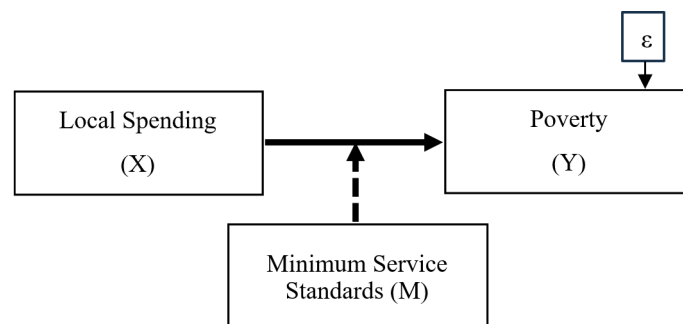 ε
Local Spending
(X)
Poverty
(Y)
Minimum Service
Standards (M)